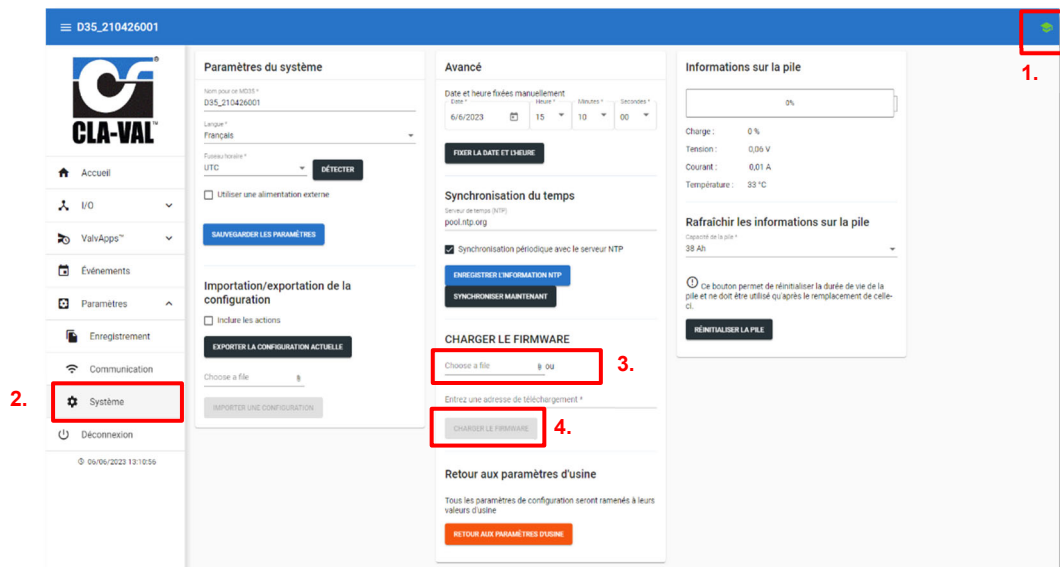 D35_210426001
1.
CLA-VAL
Accueil
I/O
ValvApps™
Événements
Paramètres
Enregistrement
Communication
2.
Système
Déconnexion
06/06/2023 13:10:56
Paramètres du système
Nom pour ce MD35 *
D35_210426001
Langue *
Français
Fuseau horaire *
UTC
DÉTECTER
Utiliser une alimentation externe
SAUVEGARDER LES PARAMÈTRES
Importation/exportation de la
configuration
Inclure les actions
EXPORTER LA CONFIGURATION ACTUELLE
Choose a file
IMPORTER UNE CONFIGURATION
Avancé
Date et heure fixées manuellement
Date * Heure * Minutes * Secondes *
6/6/2023 15 10 00
FIXER LA DATE ET L'HEURE
Synchronisation du temps
Serveur de temps (NTP)
pool.ntp.org
Synchronisation périodique avec le serveur NTP
ENREGISTRER L'INFORMATION NTP
SYNCHRONISER MAINTENANT
CHARGER LE FIRMWARE
Choose a file ou
3.
Entrez une adresse de téléchargement *
CHARGER LE FIRMWARE
4.
Retour aux paramètres d'usine
Tous les paramètres de configuration seront ramenés à leurs
valeurs d'usine
RETOUR AUX PARAMÈTRES D'USINE
Informations sur la pile
0%
Charge : 0 %
Tension : 0,06 V
Courant : 0,01 A
Température : 33 °C
Rafraîchir les informations sur la pile
Capacité de la pile *
38 Ah
Ce bouton permet de réinitialiser la durée de vie de la
pile et ne doit être utilisé qu'après le remplacement de celle-
ci.
RÉINITIALISER LA PILE